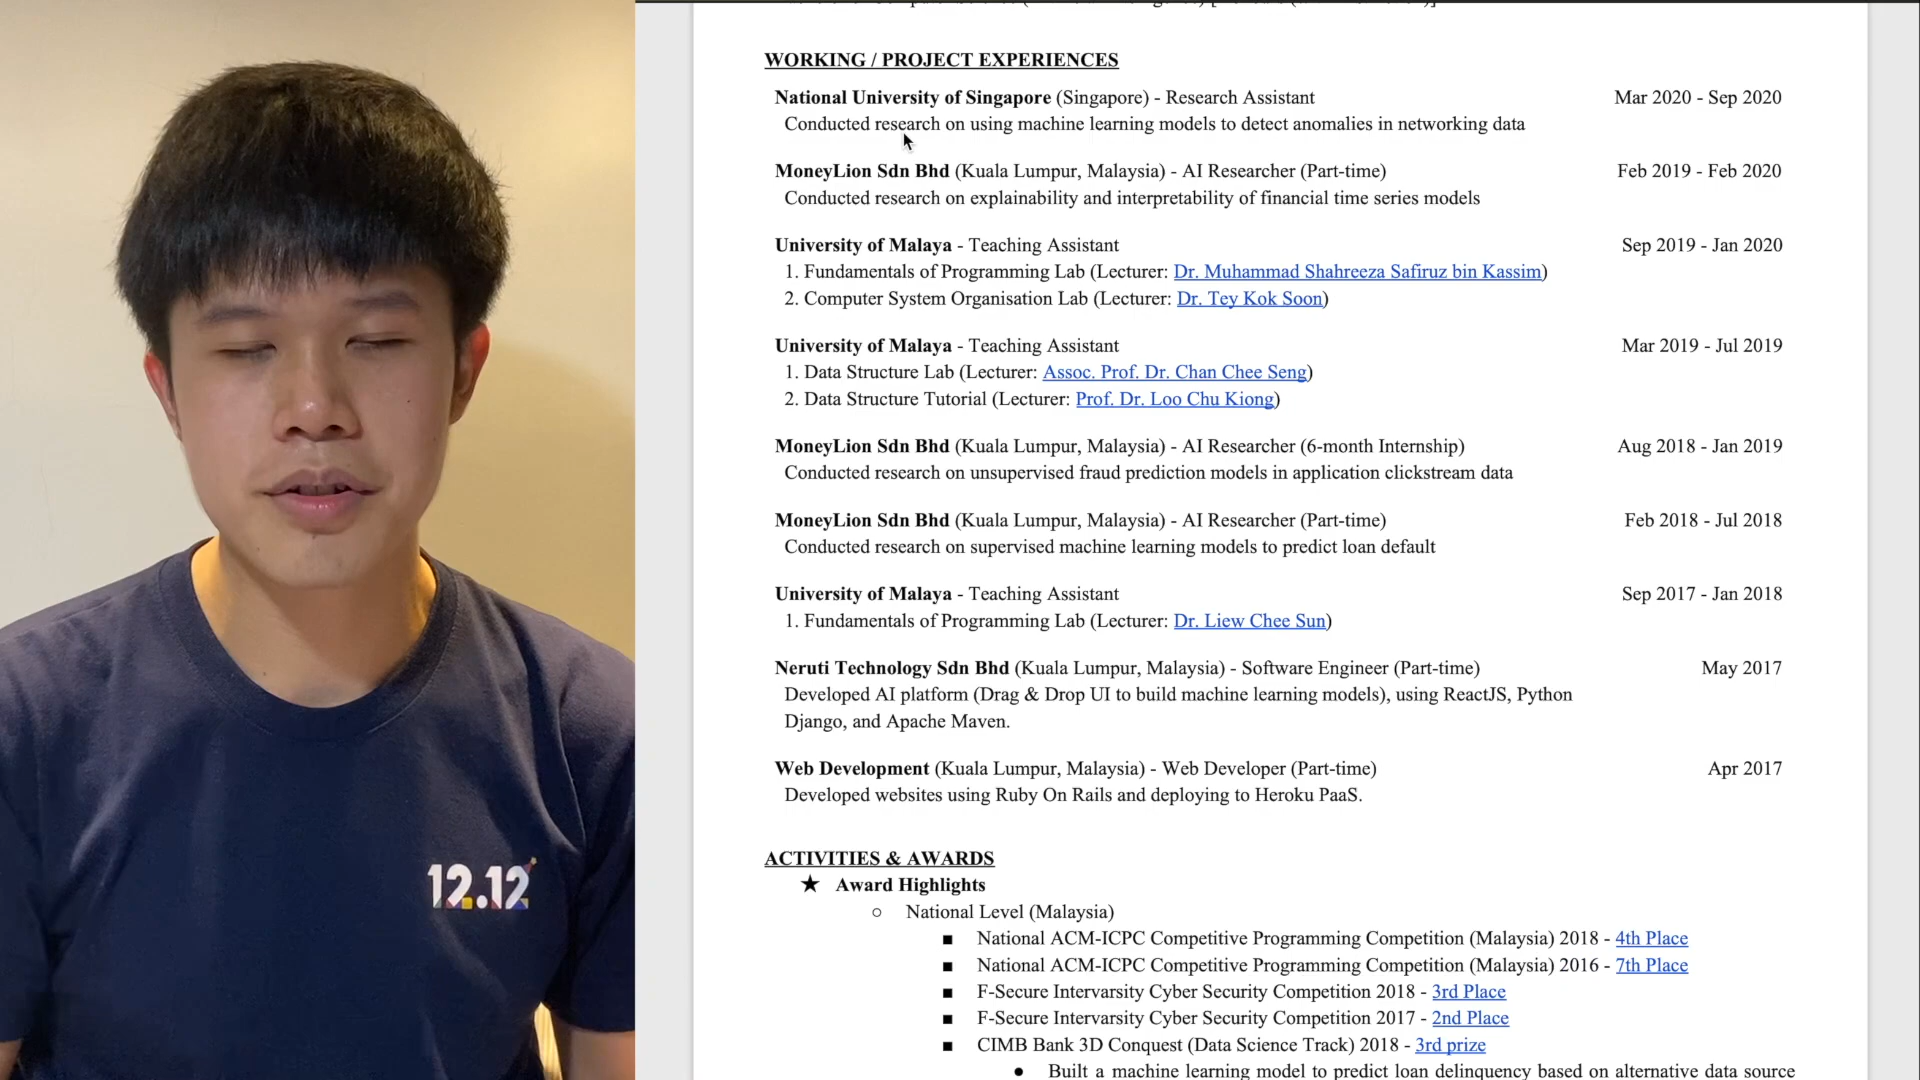 WORKING / PROJECT EXPERIENCES
National University of Singapore (Singapore) - Research Assistant Mar 2020 - Sep 2020
Conducted research on using machine learning models to detect anomalies in networking data
MoneyLion Sdn Bhd (Kuala Lumpur, Malaysia) - AI Researcher (Part-time) Feb 2019 - Feb 2020
Conducted research on explainability and interpretability of financial time series models
University of Malaya - Teaching Assistant Sep 2019 - Jan 2020
1. Fundamentals of Programming Lab (Lecturer: Dr. Muhammad Shahreeza Safiruz bin Kassim)
2. Computer System Organisation Lab (Lecturer: Dr. Tey Kok Soon)
University of Malaya - Teaching Assistant Mar 2019 - Jul 2019
1. Data Structure Lab (Lecturer: Assoc. Prof. Dr. Chan Chee Seng)
2. Data Structure Tutorial (Lecturer: Prof. Dr. Loo Chu Kiong)
MoneyLion Sdn Bhd (Kuala Lumpur, Malaysia) - AI Researcher (6-month Internship) Aug 2018 - Jan 2019
Conducted research on unsupervised fraud prediction models in application clickstream data
MoneyLion Sdn Bhd (Kuala Lumpur, Malaysia) - AI Researcher (Part-time) Feb 2018 - Jul 2018
Conducted research on supervised machine learning models to predict loan default
University of Malaya - Teaching Assistant Sep 2017 - Jan 2018
1. Fundamentals of Programming Lab (Lecturer: Dr. Liew Chee Sun)
Neruti Technology Sdn Bhd (Kuala Lumpur, Malaysia) - Software Engineer (Part-time) May 2017
Developed AI platform (Drag & Drop UI to build machine learning models), using ReactJS, Python
Django, and Apache Maven.
Web Development (Kuala Lumpur, Malaysia) - Web Developer (Part-time) Apr 2017
Developed websites using Ruby On Rails and deploying to Heroku PaaS.
ACTIVITIES & AWARDS
★ Award Highlights
○ National Level (Malaysia)
■ National ACM-ICPC Competitive Programming Competition (Malaysia) 2018 - 4th Place
■ National ACM-ICPC Competitive Programming Competition (Malaysia) 2016 - 7th Place
■ F-Secure Intervarsity Cyber Security Competition 2018 - 3rd Place
■ F-Secure Intervarsity Cyber Security Competition 2017 - 2nd Place
■ CIMB Bank 3D Conquest (Data Science Track) 2018 - 3rd prize
● Built a machine learning model to predict loan delinquency based on alternative data source
12.12